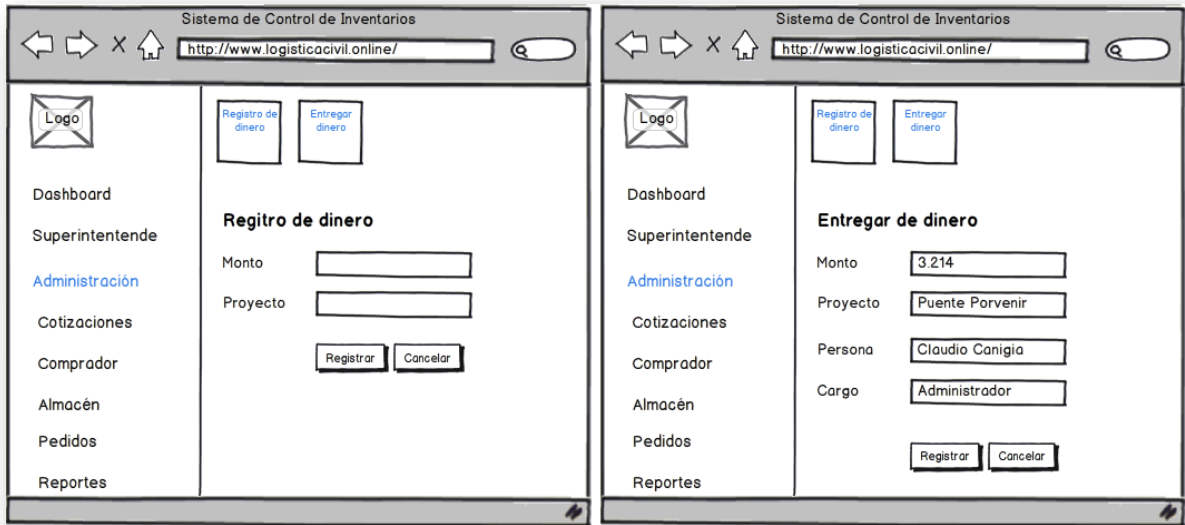 Sistema de Control de Inventarios
http://www.logisticacivil.online/
Logo
Registro de
dinero
Entregar
dinero
Dashboard
Superintentende
Administración
Cotizaciones
Comprador
Almacén
Pedidos
Reportes
Regitro de dinero
Monto
Proyecto
Registrar
Cancelar
Sistema de Control de Inventarios
http://www.logisticacivil.online/
Logo
Registro de
dinero
Entregar
dinero
Dashboard
Superintentende
Administración
Cotizaciones
Comprador
Almacén
Pedidos
Reportes
Entregar de dinero
Monto 3.214
Proyecto Puente Porvenir
Persona Claudio Canigia
Cargo Administrador
Registrar
Cancelar